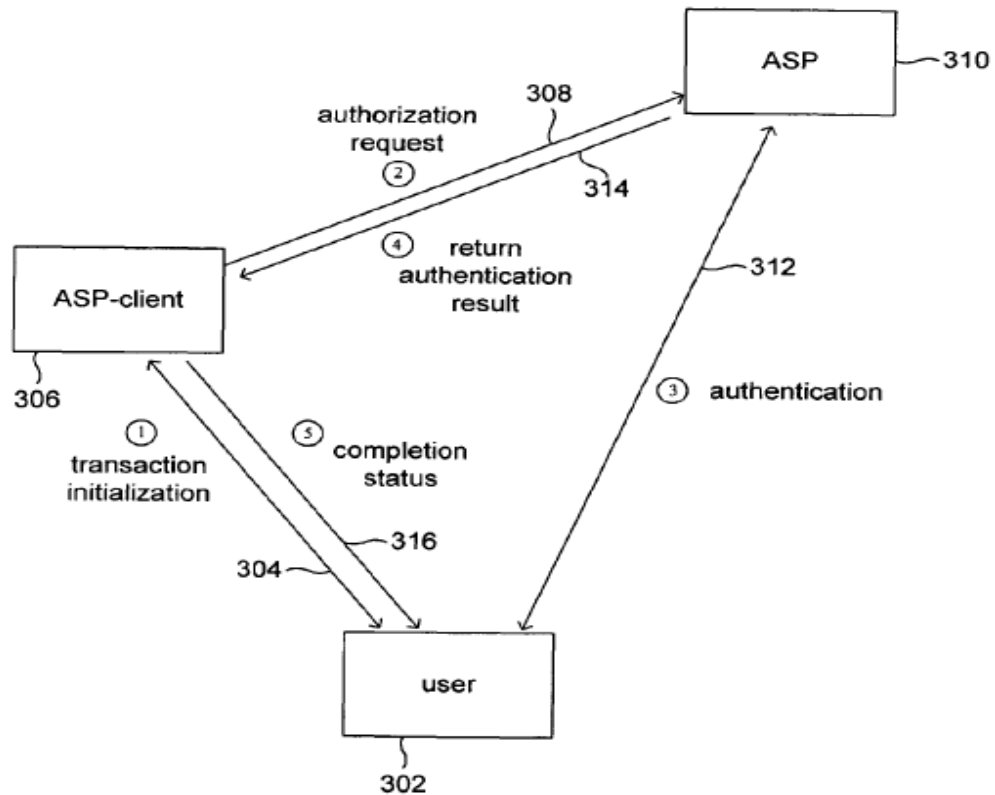 ASP
310
308
authorization
request
②
314
④
return
authentication
result
312
ASP-client
306
③ authentication
①
transaction
initialization
⑤
completion
status
316
304
user
302